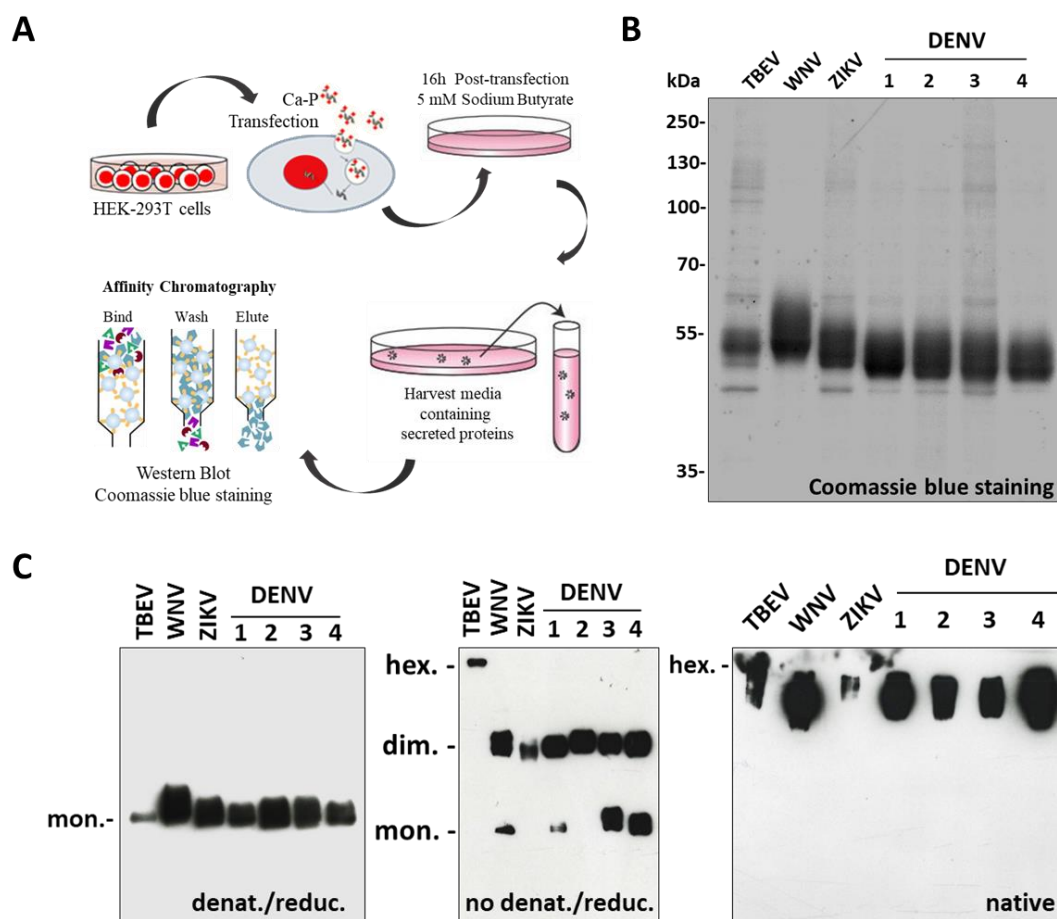 A
HEK-293T cells
Ca-P
Transfection
16h Post-transfection
5 mM Sodium Butyrate
Affinity Chromatography
Bind Wash Elute
Harvest media
containing
secreted proteins
Western Blot
Coomassie blue staining
B
DENV
kDa TBEV WNV ZIKV 1 2 3 4
250-
130-
100-
70-
55-
35-
Coomassie blue staining
C
TBEV WNV ZIKV DENV
1 2 3 4
mon.-
denat./reduc.
TBEV WNV ZIKV DENV
1 2 3 4
hex. -
dim. -
mon. -
no denat./reduc.
DENV
TBEV WNV ZIKV 1 2 3 4
hex. -
native